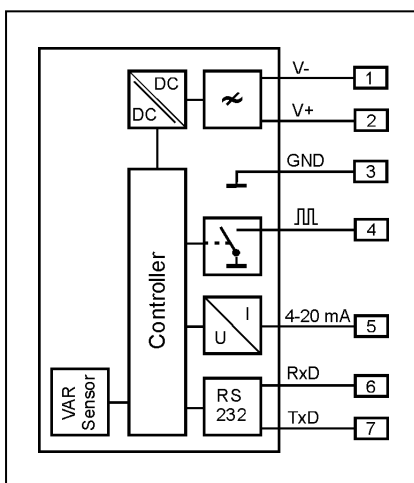 DC
DC
V-
1
V+
2
GND
3
4
Controller
I
U
4-20 mA
5
VAR
Sensor
RS
232
RxD
6
TxD
7